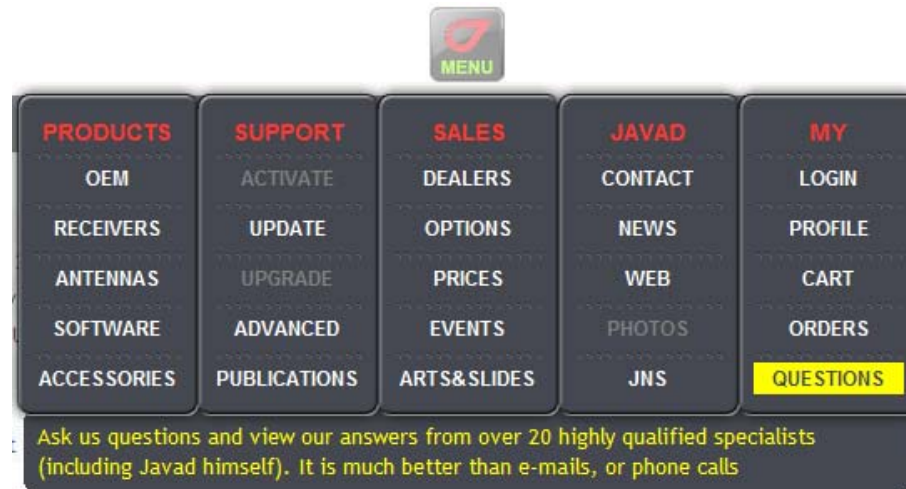 MENU
PRODUCTS SUPPORT SALES JAVAD MY
OEM ACTIVATE DEALERS CONTACT LOGIN
RECEIVERS UPDATE OPTIONS NEWS PROFILE
ANTENNAS UPGRADE PRICES WEB CART
SOFTWARE ADVANCED EVENTS PHOTOS ORDERS
ACCESSORIES PUBLICATIONS ARTS&SLIDES JNS QUESTIONS
Ask us questions and view our answers from over 20 highly qualified specialists
(including Javad himself). It is much better than e-mails, or phone calls